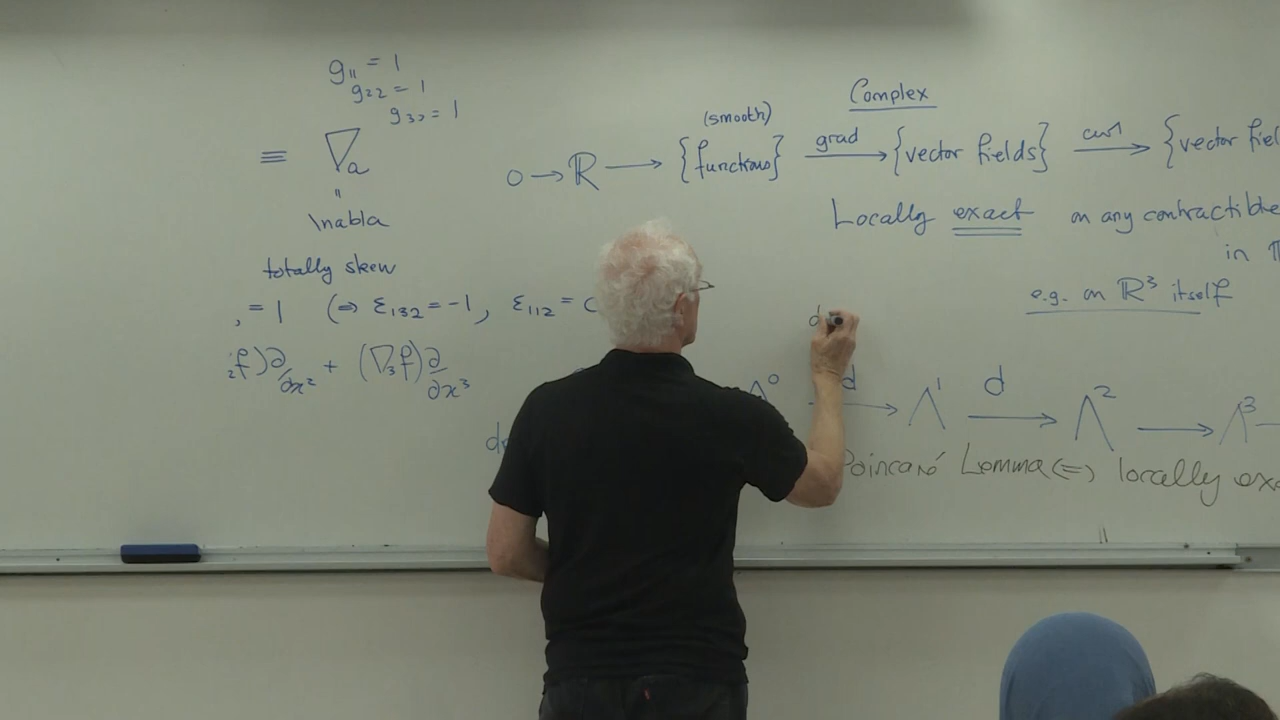 g₁₁ = 1
g₂₂ = 1
g₃₃ = 1
≡ ∇ₐ
"
\nabla
totally skew
, = 1 (⇒ ε₁₃₂ = -1, ε₁₁₂ =
₂f) ∂/∂x² + (∇₃f) ∂/∂x³
Complex
(smooth)
0 → ℝ → {functions} grad → {vector fields} curl → {vector fiel
Locally exact on any contractible
in
e.g. on ℝ³ itself
d
Λ⁰ d → Λ¹ d → Λ² → Λ³
Poincaré Lemma (⇒) locally exa